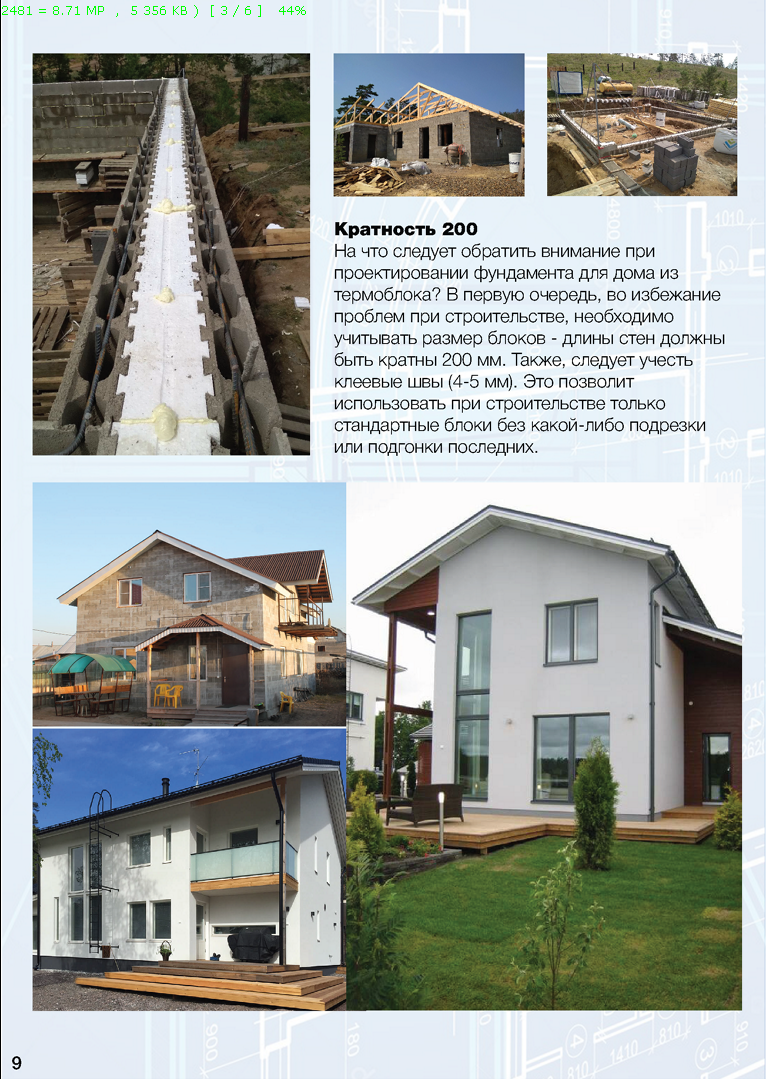 2481 = 8.71 MP , 5 356 KB ) [ 3 / 6 ] 44%
Кратность 200
На что следует обратить внимание при
проектировании фундамента для дома из
термоблока? В первую очередь, во избежание
проблем при строительстве, необходимо
учитывать размер блоков - длины стен должны
быть кратны 200 мм. Также, следует учесть
клеевые швы (4-5 мм). Это позволит
использовать при строительстве только
стандартные блоки без какой-либо подрезки
или подгонки последних.
9